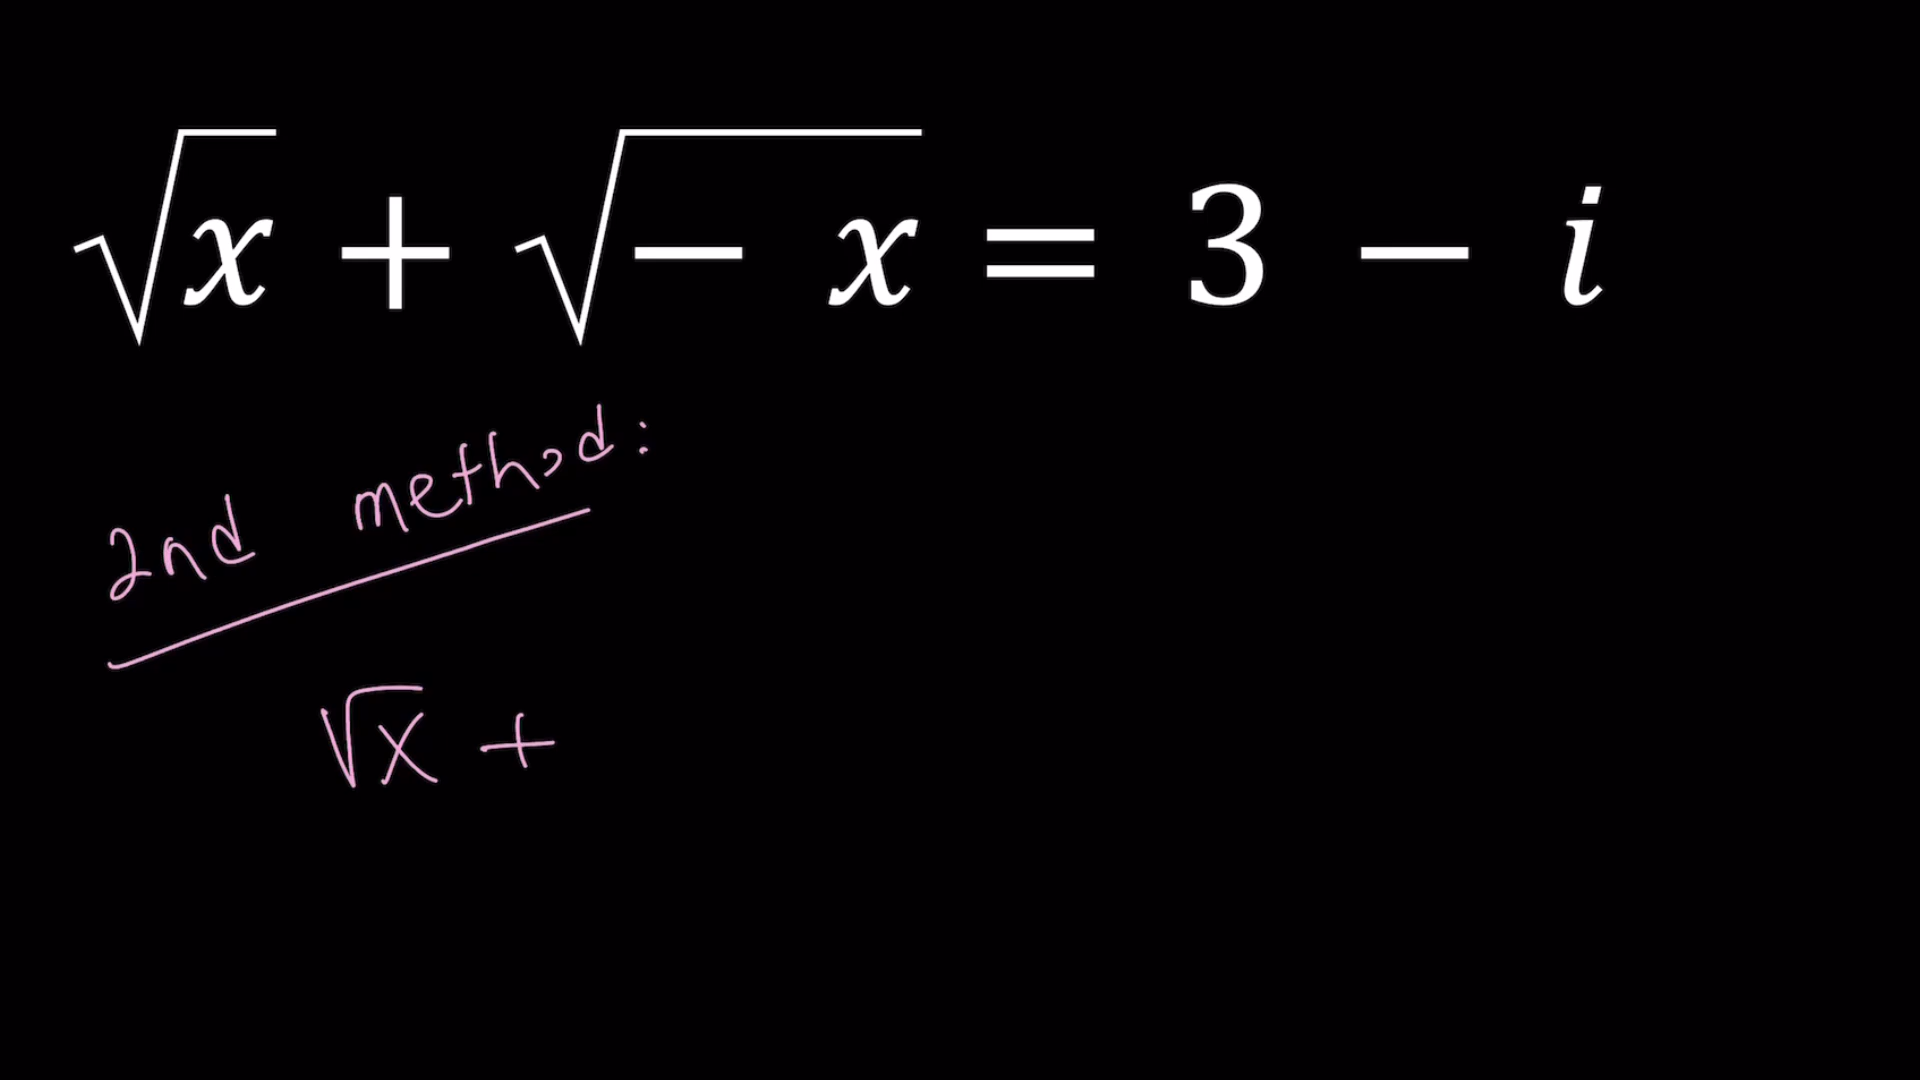 √x + √− x = 3 − i
2nd method:
√x +